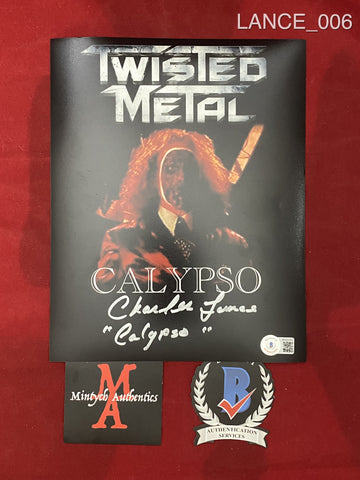 LANCE_006
TWISTED
METAL
CALYPSO
Charles Lance
"Calypso"
B
MA
Mintych Authentics
B
AUTHENTICATION
SERVICES